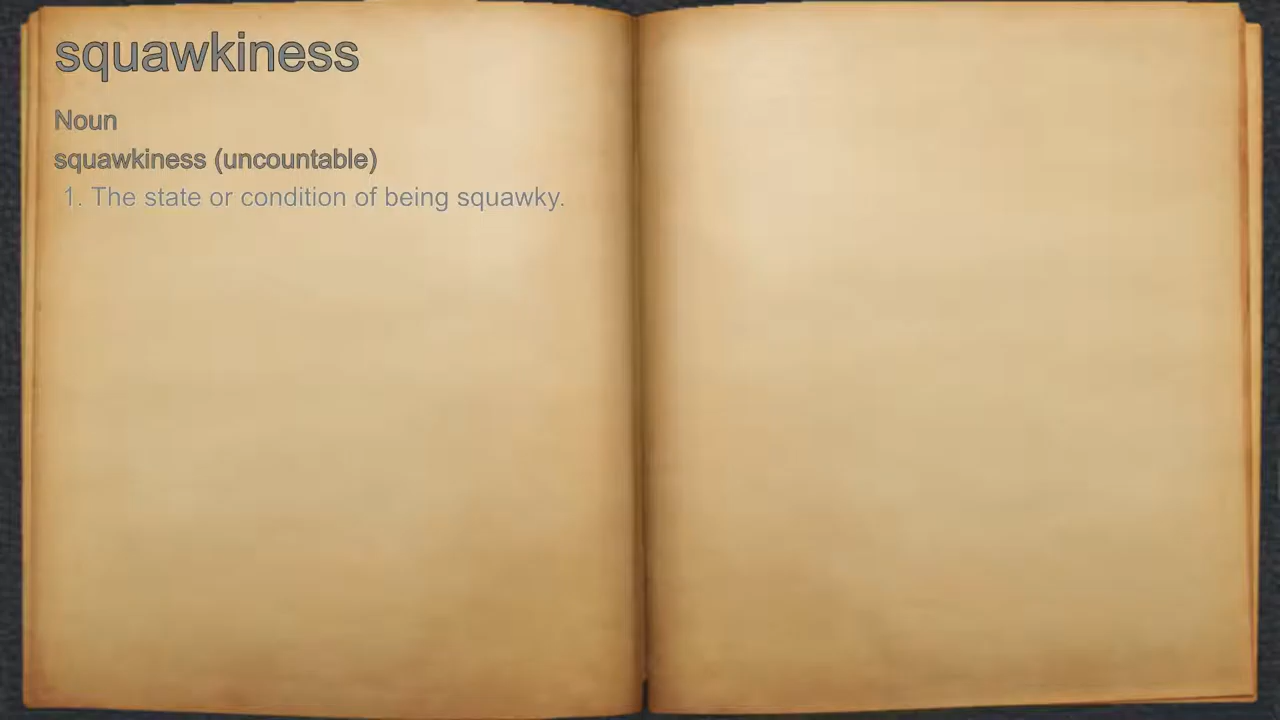 squawkiness
Noun
squawkiness (uncountable)
1. The state or condition of being squawky.